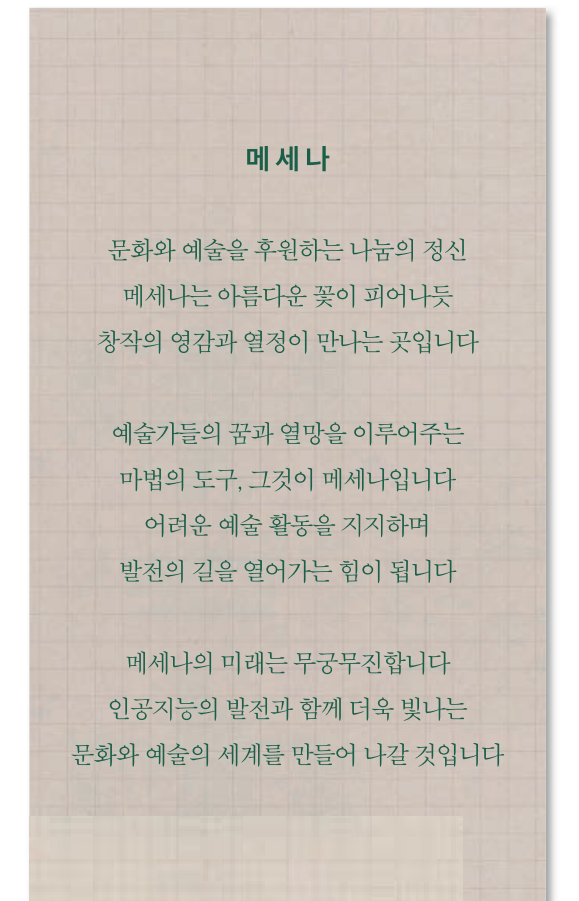 메세나
문화와 예술을 후원하는 나눔의 정신
메세나는 아름다운 꽃이 피어나듯
창작의 영감과 열정이 만나는 곳입니다
예술가들의 꿈과 열망을 이루어주는
마법의 도구, 그것이 메세나입니다
어려운 예술 활동을 지지하며
발전의 길을 열어가는 힘이 됩니다
메세나의 미래는 무궁무진합니다
인공지능의 발전과 함께 더욱 빛나는
문화와 예술의 세계를 만들어 나갈 것입니다